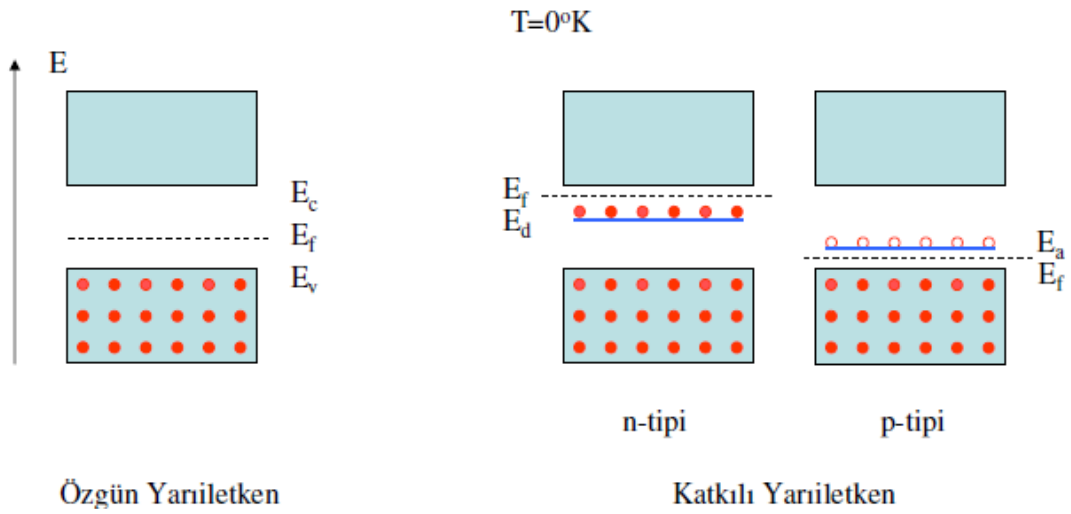 T=0°K
E
E_c
E_f
E_v
E_f
E_d
E_a
E_f
n-tipi
p-tipi
Özgün Yarıiletken
Katkılı Yarıiletken